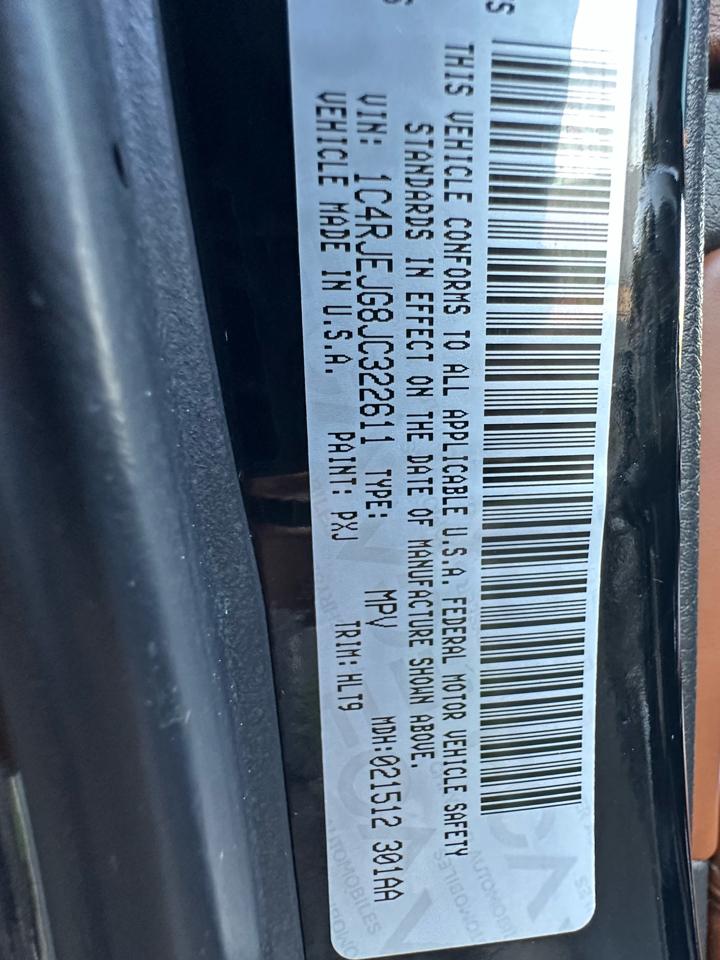 THIS VEHICLE CONFORMS TO ALL APPLICABLE U.S.A. FEDERAL MOTOR VEHICLE SAFETY
STANDARDS IN EFFECT ON THE DATE OF MANUFACTURE SHOWN ABOVE.
VIN: 1C4RJEJG8JC322611 TYPE: MPV MDH:021512 301AA
VEHICLE MADE IN U.S.A. PAINT: PXJ TRIM: HLT9